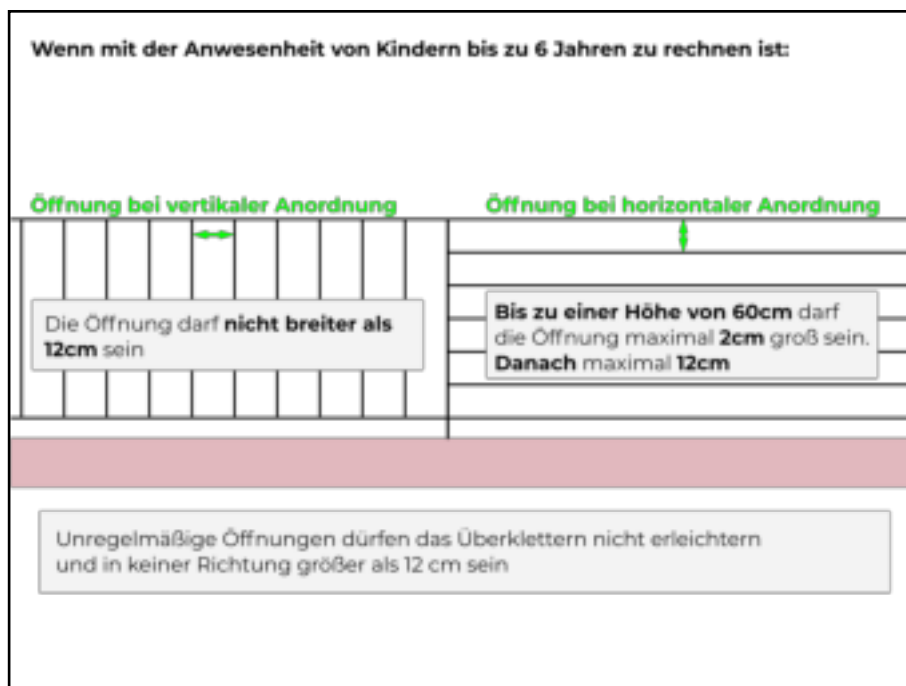 Wenn mit der Anwesenheit von Kindern bis zu 6 Jahren zu rechnen ist:
Öffnung bei vertikaler Anordnung
Die Öffnung darf nicht breiter als
12cm sein
Öffnung bei horizontaler Anordnung
Bis zu einer Höhe von 60cm darf
die Öffnung maximal 2cm groß sein.
Danach maximal 12cm
Unregelmäßige Öffnungen dürfen das Überklettern nicht erleichtern
und in keiner Richtung größer als 12 cm sein